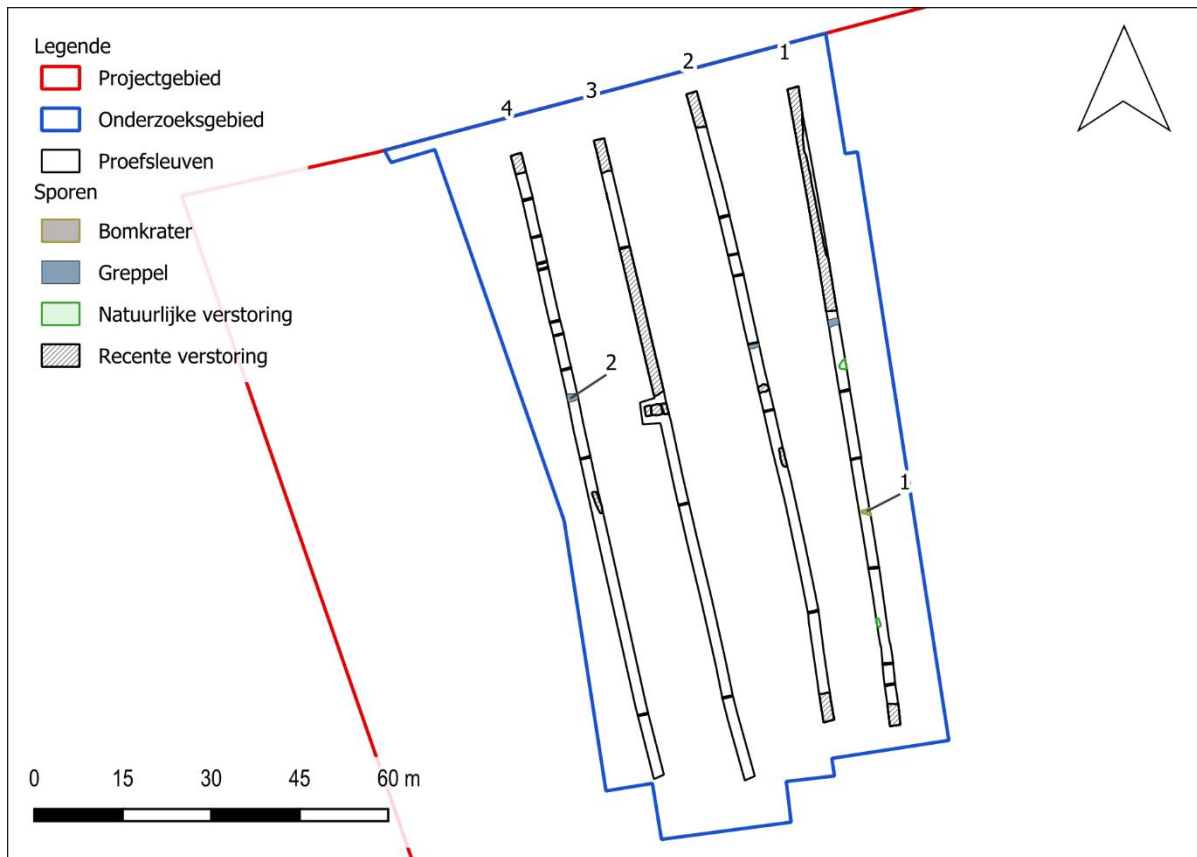 Legende
Projectgebied
Onderzoeksgebied
Proefsleuven
Sporen
Bomkrater
Greppel
Natuurlijke verstoring
Recente verstoring
4
3
2
1
2
1
0 15 30 45 60 m